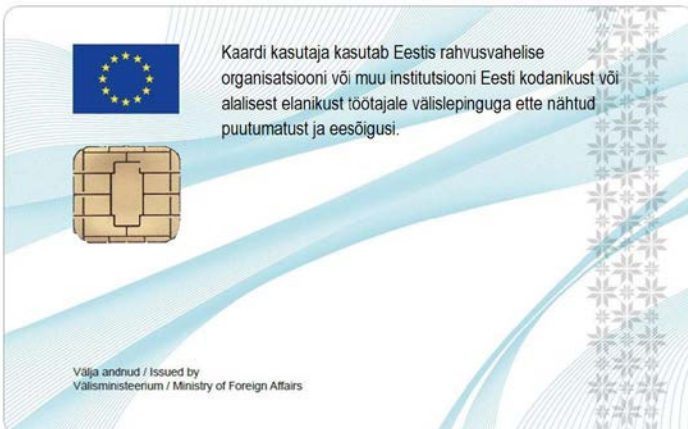 Kaardi kasutaja kasutab Eestis rahvusvahelise
organisatsiooni või muu institutsiooni Eesti kodanikust või
alalisest elanikust töötajale välislepinguga ette nähtud
puutumatust ja eesõigusi.
Välja andnud / Issued by
Välisministeerium / Ministry of Foreign Affairs